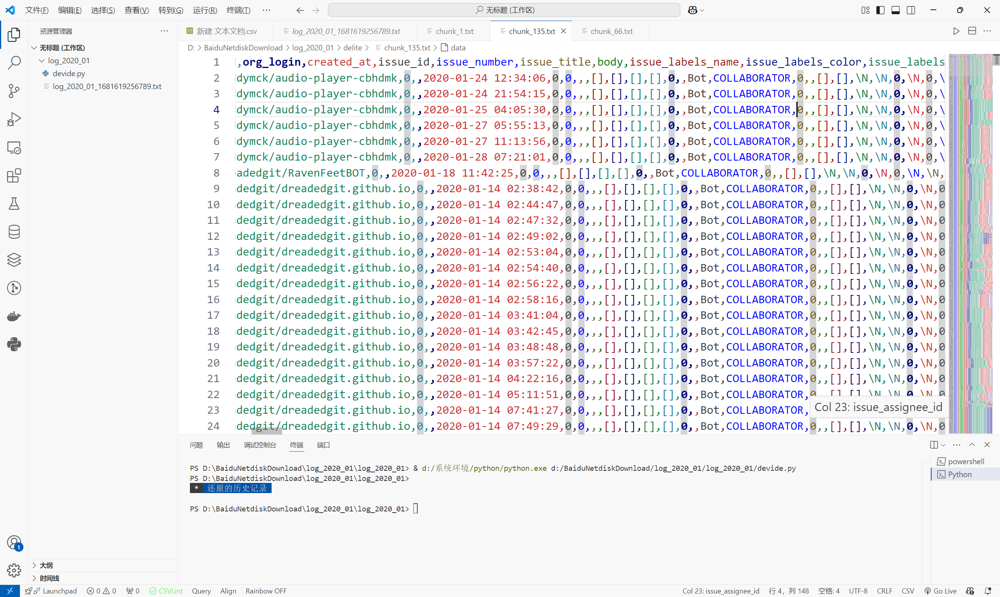 文件(F) 编辑(E) 选择(S) 查看(V) 转到(G) 运行(R) 终端(T) ··· 无标题 (工作区)
资源管理器 ···
新建 文本文档.csv log_2020_01_1681619256789.txt chunk_1.txt chunk_135.txt chunk_66.txt
D: > BaiduNetdiskDownload > log_2020_01 > delite > chunk_135.txt > data
无标题 (工作区)
log_2020_01
devide.py
log_2020_01_1681619256789.txt
1 ,org_login,created_at,issue_id,issue_number,issue_title,body,issue_labels_name,issue_labels_color,issue_labels
2 dymck/audio-player-cbhdmk,0,,2020-01-24 12:34:06,0,0,,,[],[],[],[],0,,Bot,COLLABORATOR,0,,[],[],\N,\N,0,\N,0,\
3 dymck/audio-player-cbhdmk,0,,2020-01-24 21:54:15,0,0,,,[],[],[],[],0,,Bot,COLLABORATOR,0,,[],[],\N,\N,0,\N,0,\
4 dymck/audio-player-cbhdmk,0,,2020-01-25 04:05:30,0,0,,,[],[],[],[],0,,Bot,COLLABORATOR,0,,[],[],\N,\N,0,\N,0,\
5 dymck/audio-player-cbhdmk,0,,2020-01-27 05:55:13,0,0,,,[],[],[],[],0,,Bot,COLLABORATOR,0,,[],[],\N,\N,0,\N,0,\
6 dymck/audio-player-cbhdmk,0,,2020-01-27 11:13:56,0,0,,,[],[],[],[],0,,Bot,COLLABORATOR,0,,[],[],\N,\N,0,\N,0,\
7 dymck/audio-player-cbhdmk,0,,2020-01-28 07:21:01,0,0,,,[],[],[],[],0,,Bot,COLLABORATOR,0,,[],[],\N,\N,0,\N,0,\
8 adedgit/RavenFeetBOT,0,,2020-01-18 11:42:25,0,0,,,[],[],[],[],0,,Bot,COLLABORATOR,0,,[],[],\N,\N,0,\N,0,\N,\N,
9 dedgit/dreadedgit.github.io,0,,2020-01-14 02:38:42,0,0,,,[],[],[],[],0,,Bot,COLLABORATOR,0,,[],[],\N,\N,0,\N,0
10 dedgit/dreadedgit.github.io,0,,2020-01-14 02:44:47,0,0,,,[],[],[],[],0,,Bot,COLLABORATOR,0,,[],[],\N,\N,0,\N,0
11 dedgit/dreadedgit.github.io,0,,2020-01-14 02:47:32,0,0,,,[],[],[],[],0,,Bot,COLLABORATOR,0,,[],[],\N,\N,0,\N,0
12 dedgit/dreadedgit.github.io,0,,2020-01-14 02:49:02,0,0,,,[],[],[],[],0,,Bot,COLLABORATOR,0,,[],[],\N,\N,0,\N,0
13 dedgit/dreadedgit.github.io,0,,2020-01-14 02:53:04,0,0,,,[],[],[],[],0,,Bot,COLLABORATOR,0,,[],[],\N,\N,0,\N,0
14 dedgit/dreadedgit.github.io,0,,2020-01-14 02:54:40,0,0,,,[],[],[],[],0,,Bot,COLLABORATOR,0,,[],[],\N,\N,0,\N,0
15 dedgit/dreadedgit.github.io,0,,2020-01-14 02:56:22,0,0,,,[],[],[],[],0,,Bot,COLLABORATOR,0,,[],[],\N,\N,0,\N,0
16 dedgit/dreadedgit.github.io,0,,2020-01-14 02:58:16,0,0,,,[],[],[],[],0,,Bot,COLLABORATOR,0,,[],[],\N,\N,0,\N,0
17 dedgit/dreadedgit.github.io,0,,2020-01-14 03:41:04,0,0,,,[],[],[],[],0,,Bot,COLLABORATOR,0,,[],[],\N,\N,0,\N,0
18 dedgit/dreadedgit.github.io,0,,2020-01-14 03:42:45,0,0,,,[],[],[],[],0,,Bot,COLLABORATOR,0,,[],[],\N,\N,0,\N,0
19 dedgit/dreadedgit.github.io,0,,2020-01-14 03:48:48,0,0,,,[],[],[],[],0,,Bot,COLLABORATOR,0,,[],[],\N,\N,0,\N,0
20 dedgit/dreadedgit.github.io,0,,2020-01-14 03:57:22,0,0,,,[],[],[],[],0,,Bot,COLLABORATOR,0,,[],[],\N,\N,0,\N,0
21 dedgit/dreadedgit.github.io,0,,2020-01-14 04:22:16,0,0,,,[],[],[],[],0,,Bot,COLLABORATOR,0,,[],[],\N,\N,0,\N,0
22 dedgit/dreadedgit.github.io,0,,2020-01-14 05:11:51,0,0,,,[],[],[],[],0,,Bot,COLLABORATOR,0,,[],[],\N,\N,0,\N,0
23 dedgit/dreadedgit.github.io,0,,2020-01-14 07:41:27,0,0,,,[],[],[],[],0,,Bot,COLLABORATOR,
Col 23: issue_assignee_id
24 dedgit/dreadedgit.github.io,0,,2020-01-14 07:49:29,0,0,,,[],[],[],[],0,,Bot,COLLABORATOR,0,,[],[],\N,\N,0,\N,0
问题 输出 调试控制台 终端 端口
PS D:\BaiduNetdiskDownload\log_2020_01\log_2020_01> & d:/系统环境/python/python.exe d:/BaiduNetdiskDownload/log_2020_01/log_2020_01/devide.py
PS D:\BaiduNetdiskDownload\log_2020_01\log_2020_01>
* 还原的历史记录
PS D:\BaiduNetdiskDownload\log_2020_01\log_2020_01>
powershell
Python
1
大纲
时间线
Launchpad 0 0 0 CSVLint Query Align Rainbow OFF Col 23: issue_assignee_id 行 4，列 148 空格: 4 UTF-8 CRLF CSV Go Live